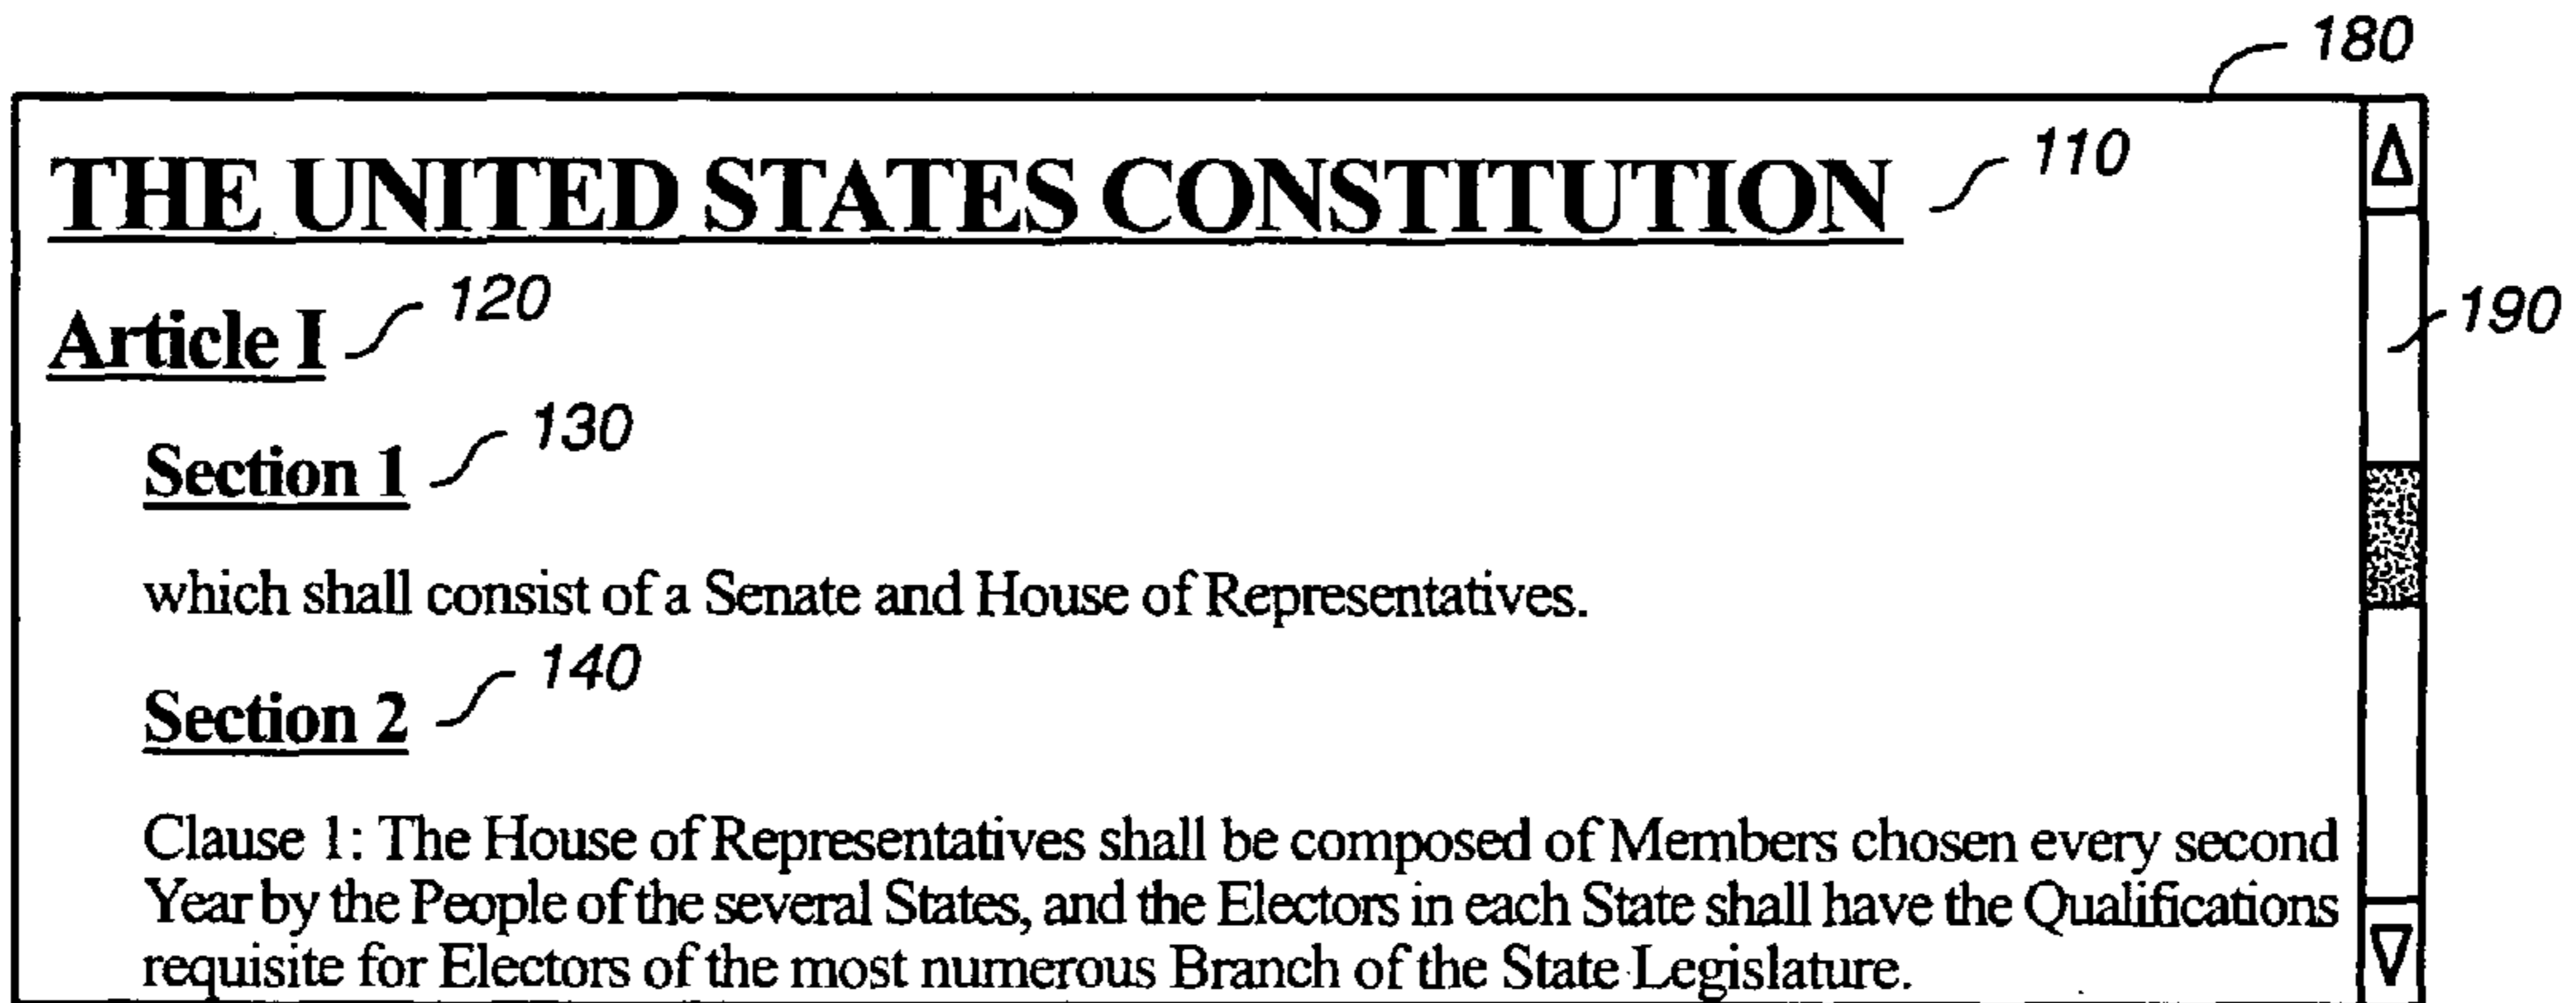 180
THE UNITED STATES CONSTITUTION 110
Article I 120
190
Section 1 130
which shall consist of a Senate and House of Representatives.
Section 2 140
Clause 1: The House of Representatives shall be composed of Members chosen every second
Year by the People of the several States, and the Electors in each State shall have the Qualifications
requisite for Electors of the most numerous Branch of the State Legislature.